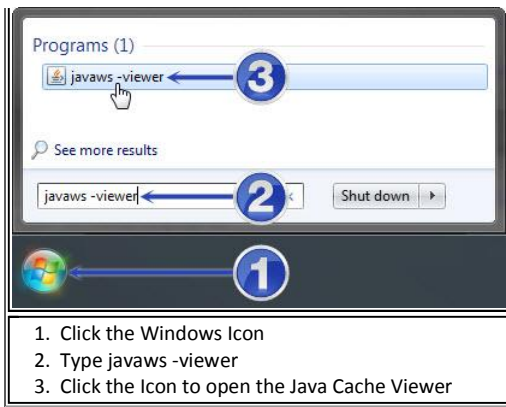 Programs (1)
javaws -viewer
3
See more results
javaws -viewer
2
Shut down
1
1. Click the Windows Icon
2. Type javaws -viewer
3. Click the Icon to open the Java Cache Viewer